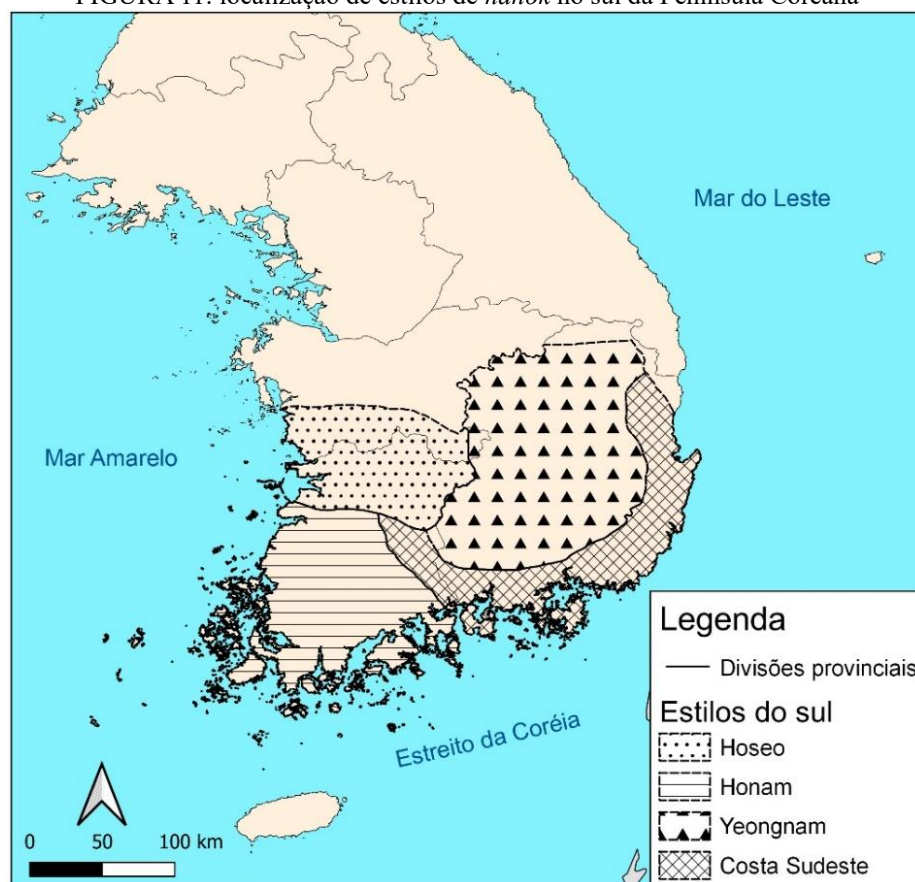 FIGURA 11: localização de estilos de hanok no sul da Península Coreana
Mar do Leste
Mar Amarelo
Estreito da Coréia
0 50 100 km
Legenda
Divisões provinciais
Estilos do sul
Hoseo
Honam
Yeongnam
Costa Sudeste